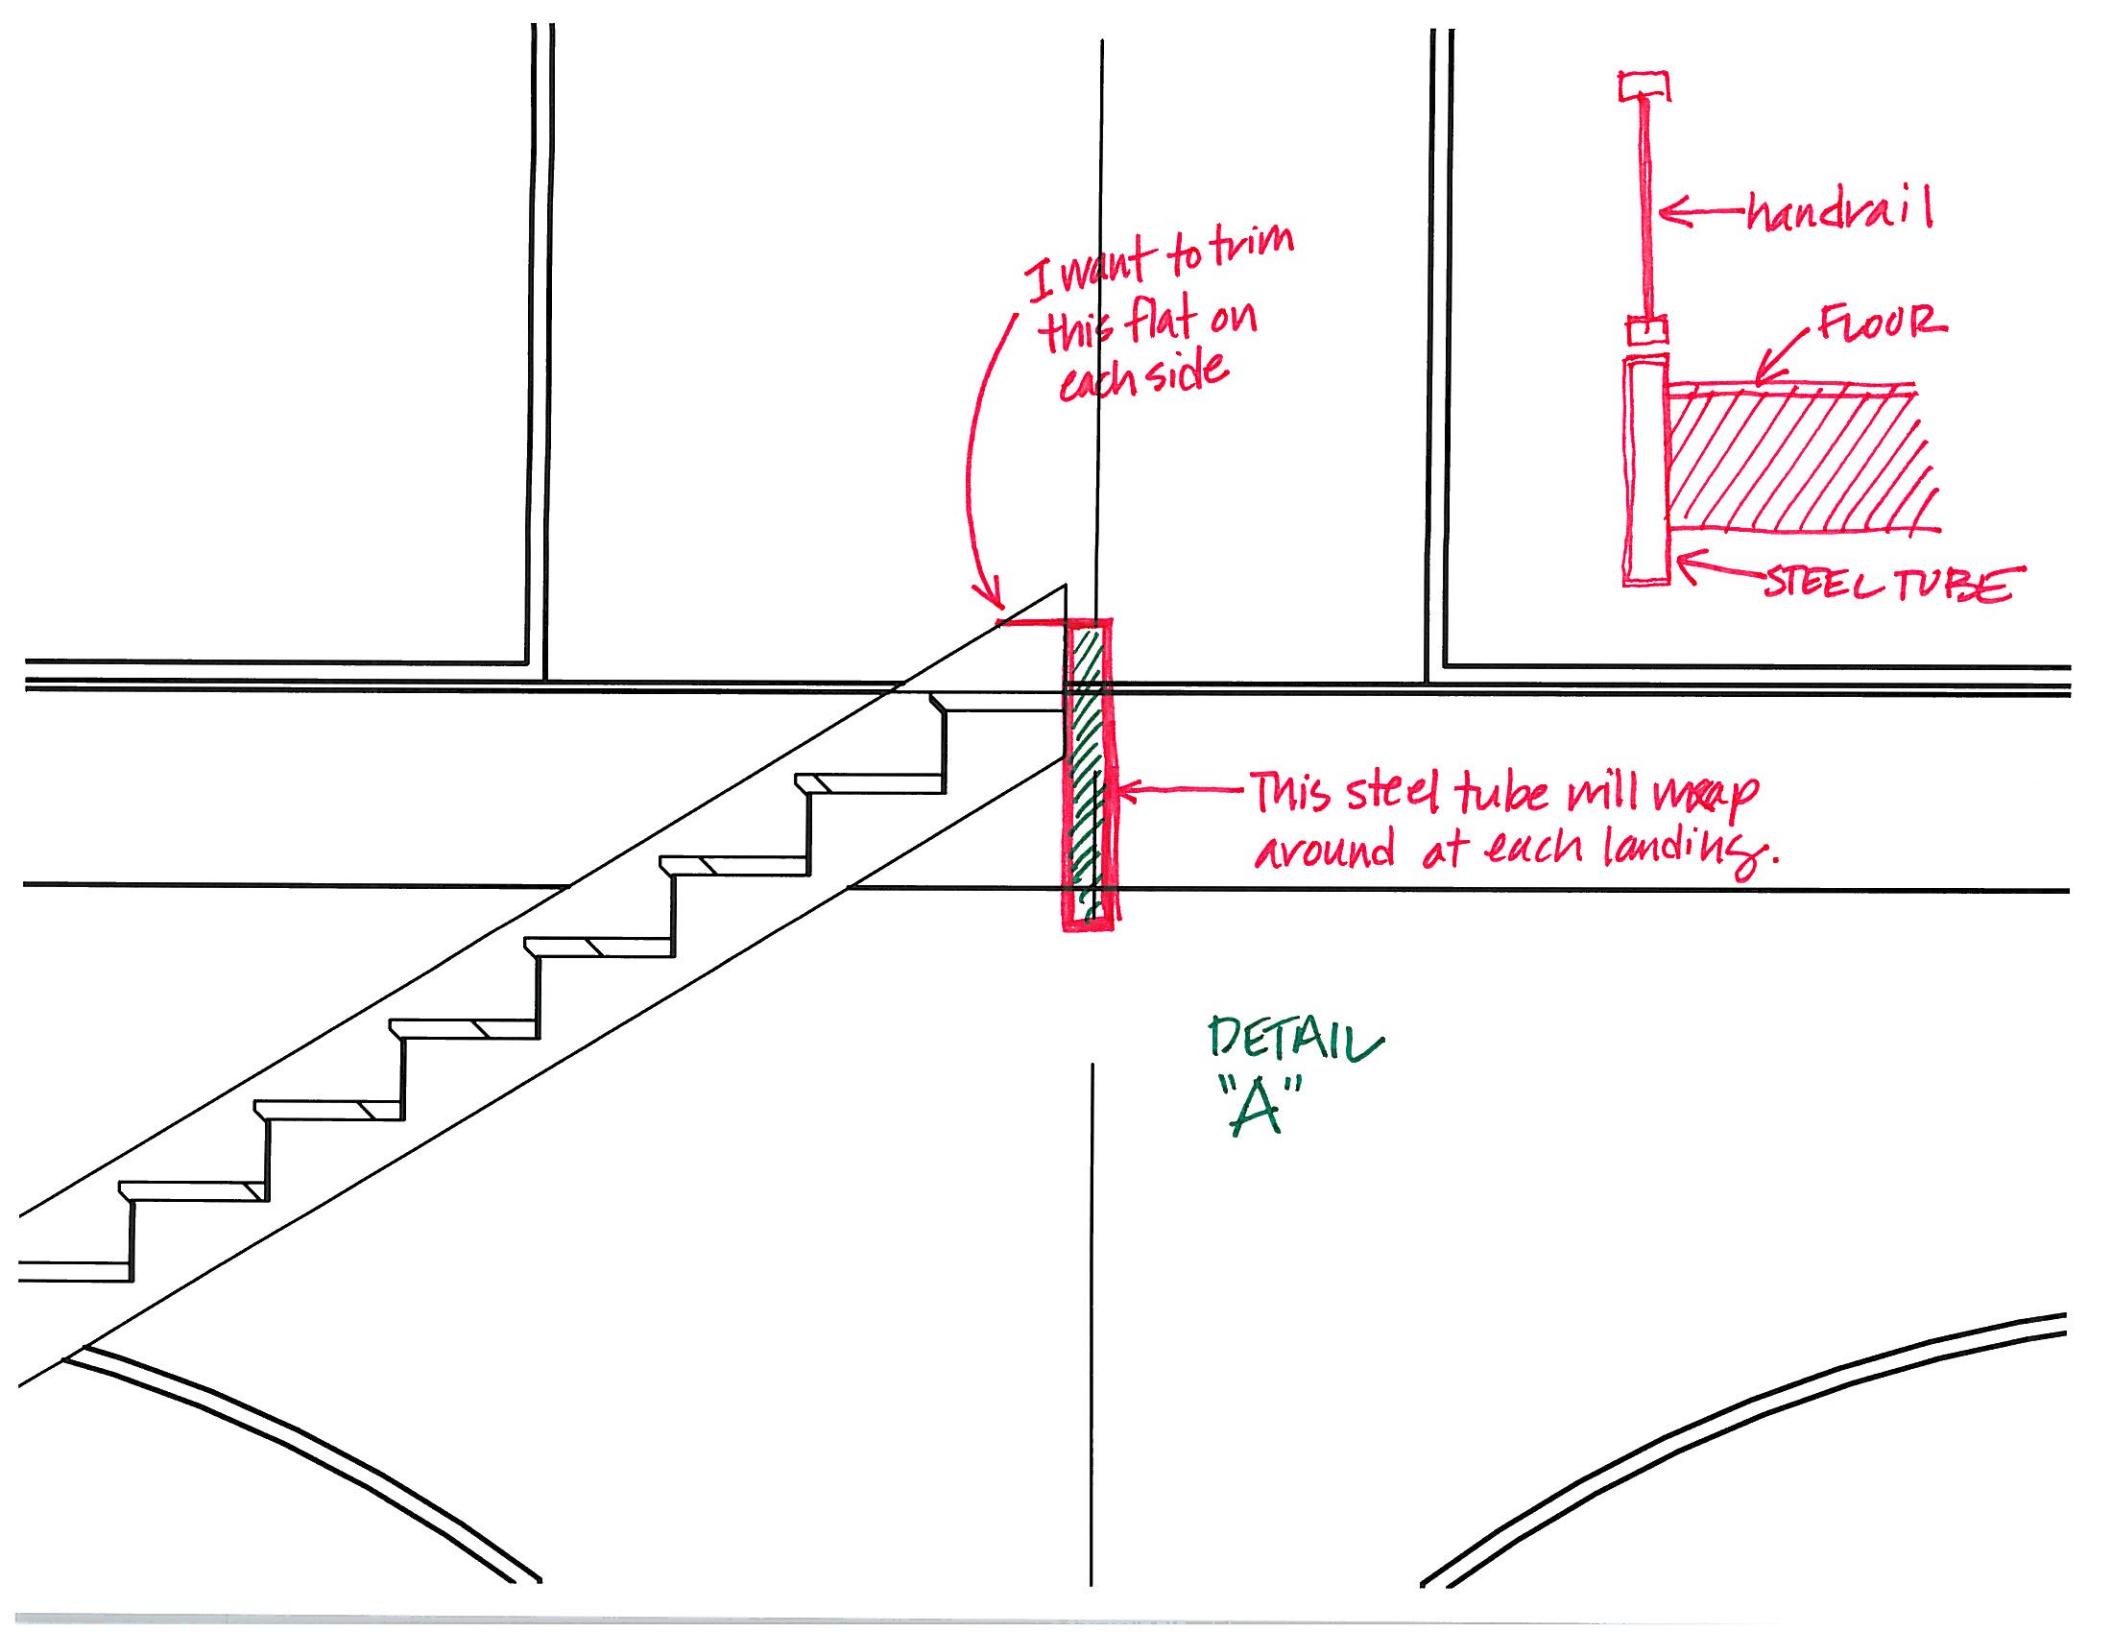 I want to trim
this flat on
each side
handrail
FLOOR
STEEL TUBE
This steel tube will wrap
around at each landing.
DETAIL
"A"